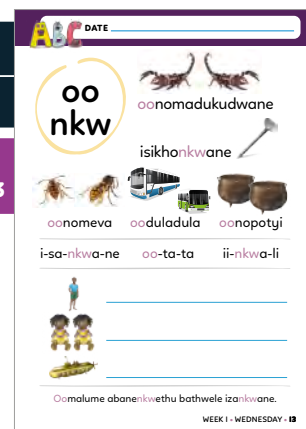 ABC DATE
oo
nkw
oonomadukudwane
isikhonkwane
oonomeva ooduladula oonopotyi
i-sa-nkwa-ne oo-ta-ta ii-nkwa-li
Oomalume abanenkwethu bathwele izankwane.
WEEK 1 - WEDNESDAY - 13